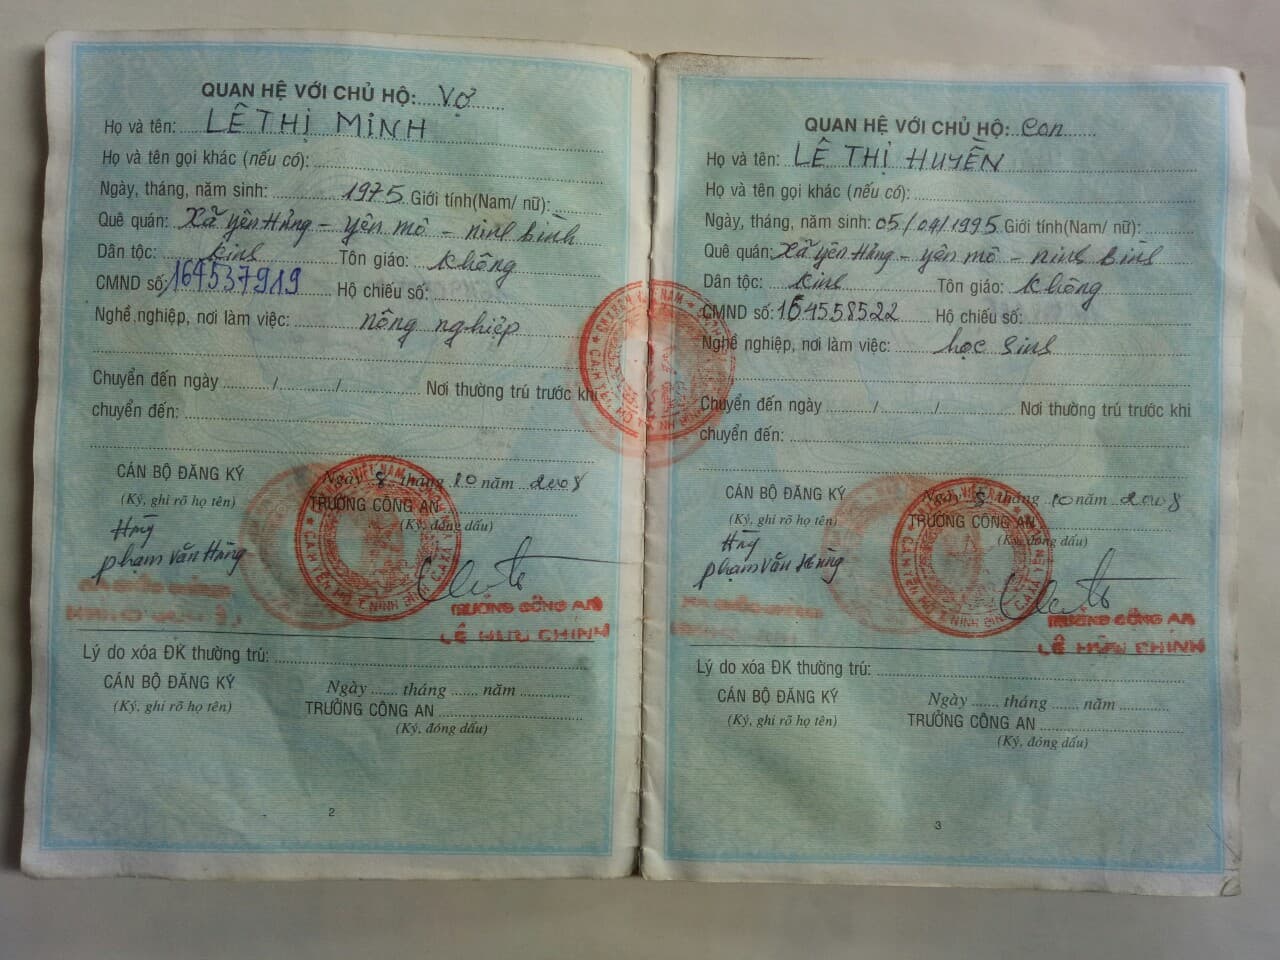 QUAN HỆ VỚI CHỦ HỘ: Vợ
Họ và tên: LÊ THỊ MINH
Họ và tên gọi khác (nếu có):
Ngày, tháng, năm sinh: 1975 Giới tính(Nam/ nữ):
Quê quán: Xã Yên Hưng - yên mô - ninh bình
Dân tộc: kinh Tôn giáo: không
CMND số: 164537919 Hộ chiếu số:
Nghề nghiệp, nơi làm việc: nông nghiệp
Chuyển đến ngày / / Nơi thường trú trước khi
chuyển đến:
CÁN BỘ ĐĂNG KÝ
(Ký, ghi rõ họ tên)
Ngày 8 tháng 10 năm 2008
TRƯỞNG CÔNG AN
(Ký, đóng dấu)
Phạm Văn Hùng
TRƯỞNG CÔNG AN
LÊ HỮU CHÍNH
Lý do xóa ĐK thường trú:
CÁN BỘ ĐĂNG KÝ
(Ký, ghi rõ họ tên)
Ngày tháng năm
TRƯỞNG CÔNG AN
(Ký, đóng dấu)
2
QUAN HỆ VỚI CHỦ HỘ: con
Họ và tên: LÊ THỊ HUYỀN
Họ và tên gọi khác (nếu có):
Ngày, tháng, năm sinh: 05/04/1995 Giới tính(Nam/ nữ):
Quê quán: Xã yên Hưng - yên mô - ninh bình
Dân tộc: kinh Tôn giáo: không
CMND số: 164558522 Hộ chiếu số:
Nghề nghiệp, nơi làm việc: học sinh
Chuyển đến ngày / / Nơi thường trú trước khi
chuyển đến:
CÁN BỘ ĐĂNG KÝ
(Ký, ghi rõ họ tên)
Ngày 8 tháng 10 năm 2008
TRƯỞNG CÔNG AN
(Ký, đóng dấu)
Phạm Văn Hùng
TRƯỞNG CÔNG AN
LÊ HỮU CHÍNH
Lý do xóa ĐK thường trú:
CÁN BỘ ĐĂNG KÝ
(Ký, ghi rõ họ tên)
Ngày tháng năm
TRƯỞNG CÔNG AN
(Ký, đóng dấu)
3